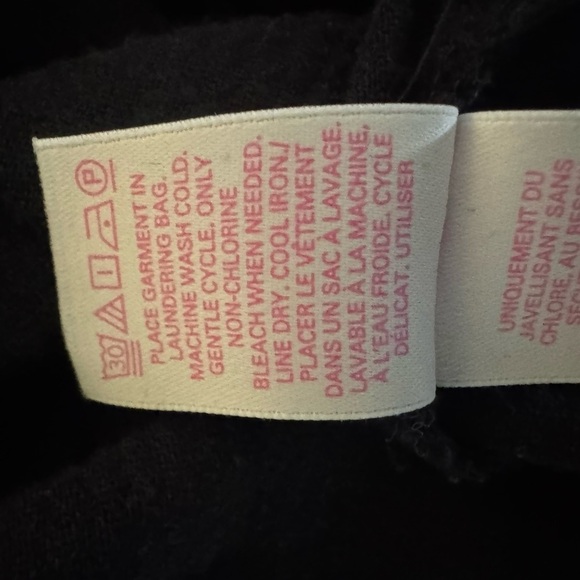 30 P
PLACE GARMENT IN
LAUNDERING BAG.
MACHINE WASH COLD.
GENTLE CYCLE. ONLY
NON-CHLORINE
BLEACH WHEN NEEDED.
LINE DRY. COOL IRON./
PLACER LE VÊTEMENT
DANS UN SAC À LAVAGE.
LAVABLE À LA MACHINE,
À L'EAU FROIDE. CYCLE
DÉLICAT. UTILISER
UNIQUEMENT DU
JAVELLISANT SANS
CHLORE, AU